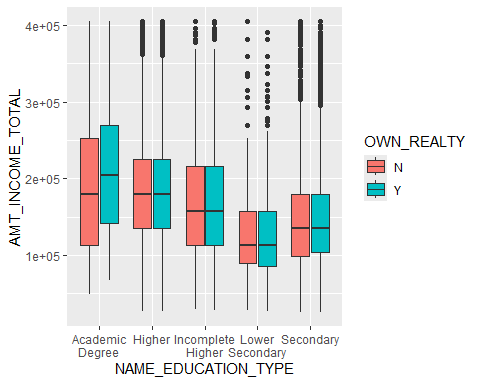 AMT_INCOME_TOTAL
4e+05
3e+05
2e+05
1e+05
Academic
Degree
Higher
Incomplete
Higher
Lower
Secondary
Secondary
NAME_EDUCATION_TYPE
OWN_REALTY
N
Y